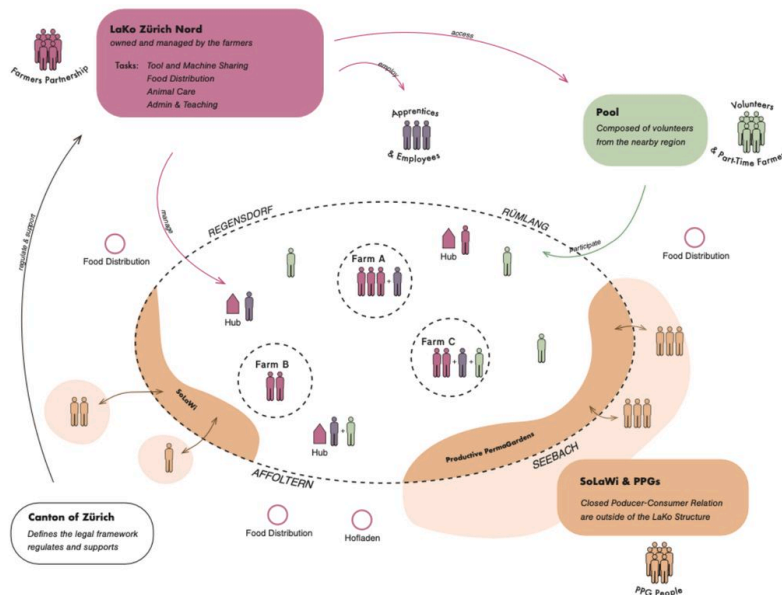 LaKo Zürich Nord
owned and managed by the farmers
Tasks: Tool and Machine Sharing
Food Distribution
Animal Care
Admin & Teaching
Farmers Partnership
access
employ
Apprentices
& Employees
Pool
Composed of volunteers
from the nearby region
Volunteers
& Part-Time Farmer
regulate & support
manage
REGENSDORF
RÜMLANG
participate
Food Distribution
Hub
Food Distribution
Farm A
+
Hub
Farm C
+ +
Farm B
SoLaWi
Hub
+
Productive PermaGardens
SEEBACH
AFFOLTERN
SoLaWi & PPGs
Closed Poducer-Consumer Relation
are outside of the LaKo Structure
Canton of Zürich
Defines the legal framework
regulates and supports
Food Distribution
Hofladen
PPG People